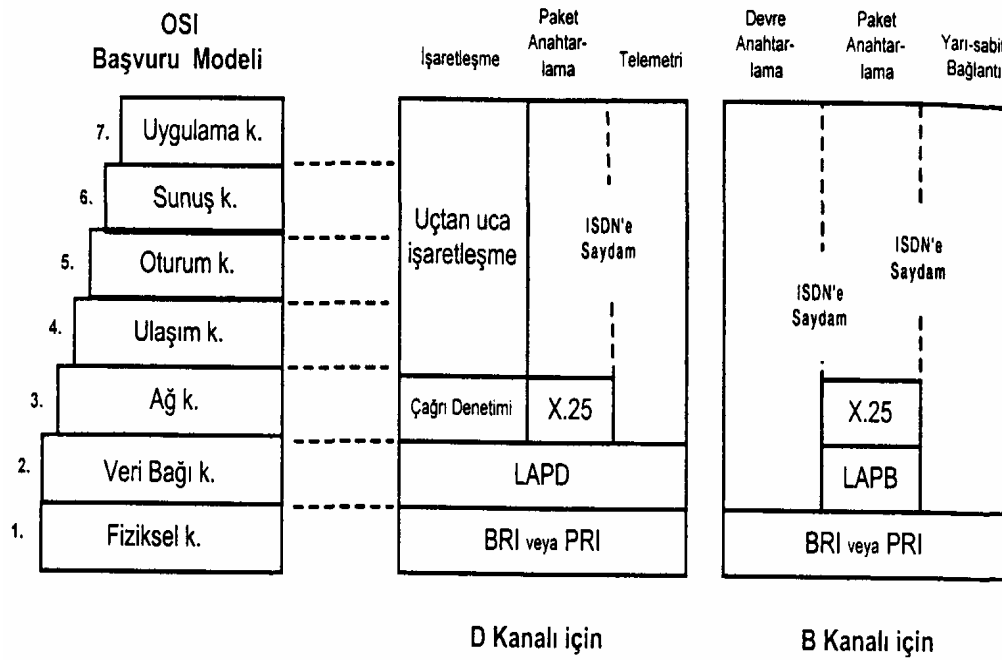 OSI
Başvuru Modeli
7. Uygulama k.
6. Sunuş k.
5. Oturum k.
4. Ulaşım k.
3. Ağ k.
2. Veri Bağı k.
1. Fiziksel k.
İşaretleşme
Paket
Anahtar-
lama
Telemetri
Uçtan uca
işaretleşme
ISDN'e
Saydam
Çağrı Denetimi
X.25
LAPD
BRI veya PRI
D Kanalı için
Devre
Anahtar-
lama
Paket
Anahtar-
lama
Yarı-sabit
Bağlantı
ISDN'e
Saydam
ISDN'e
Saydam
X.25
LAPB
BRI veya PRI
B Kanalı için